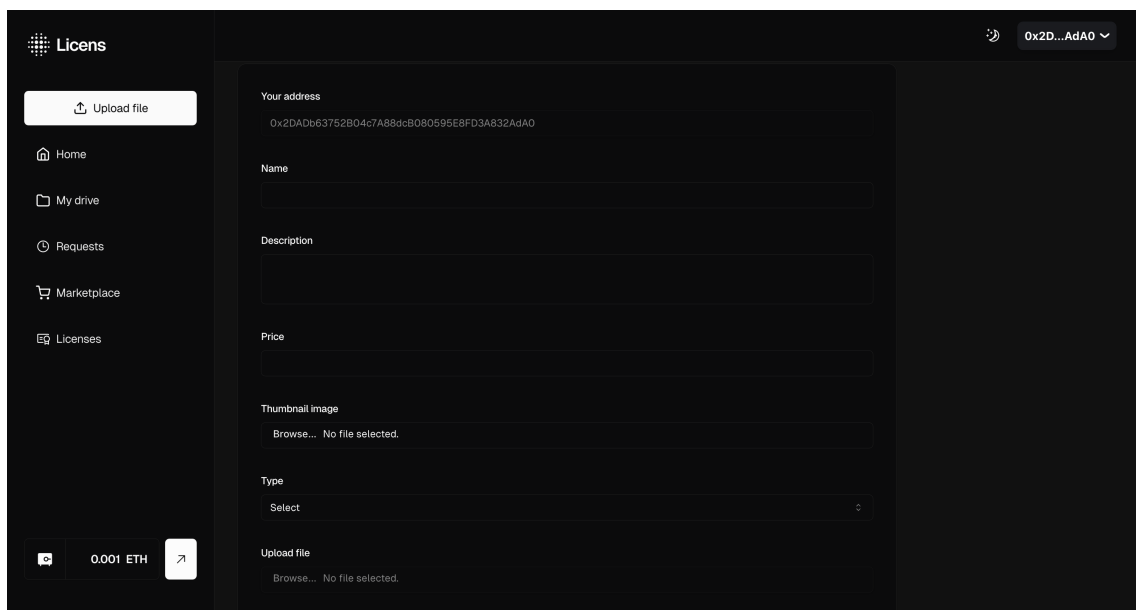 Licens
0x2D...AdA0
Upload file
Home
My drive
Requests
Marketplace
Licenses
0.001 ETH
Your address
0x2DADb63752B04c7A88dcB080595E8FD3A832AdA0
Name
Description
Price
Thumbnail image
Browse... No file selected.
Type
Select
Upload file
Browse... No file selected.